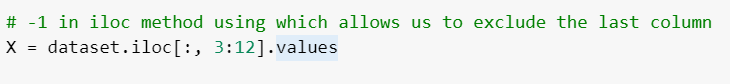 # -1 in iloc method using which allows us to exclude the last column
X = dataset.iloc[:, 3:12].values